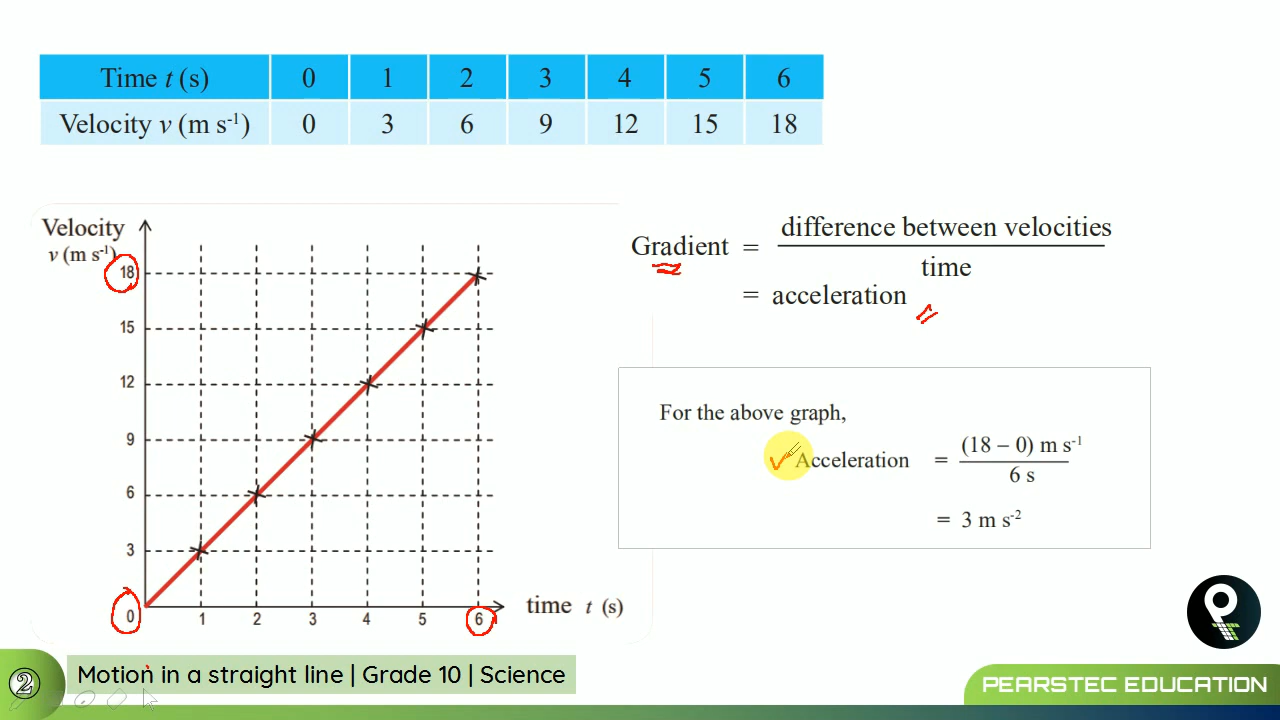 Time t (s) 0 1 2 3 4 5 6
Velocity v (m s⁻¹) 0 3 6 9 12 15 18
Velocity
v (m s⁻¹)
18
15
12
9
6
3
0
1 2 3 4 5 6
time t (s)
Gradient = difference between velocities
time
= acceleration
For the above graph,
Acceleration = (18 – 0) m s⁻¹
6 s
= 3 m s⁻²
2
Motion in a straight line | Grade 10 | Science
PEARSTEC EDUCATION